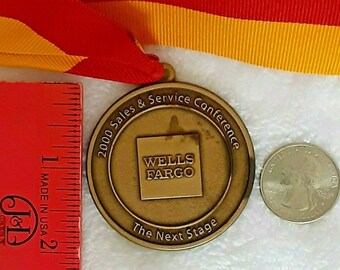 2000 Sales & Service Conference
WELLS
FARGO
The Next Stage
1
2
MADE IN USA